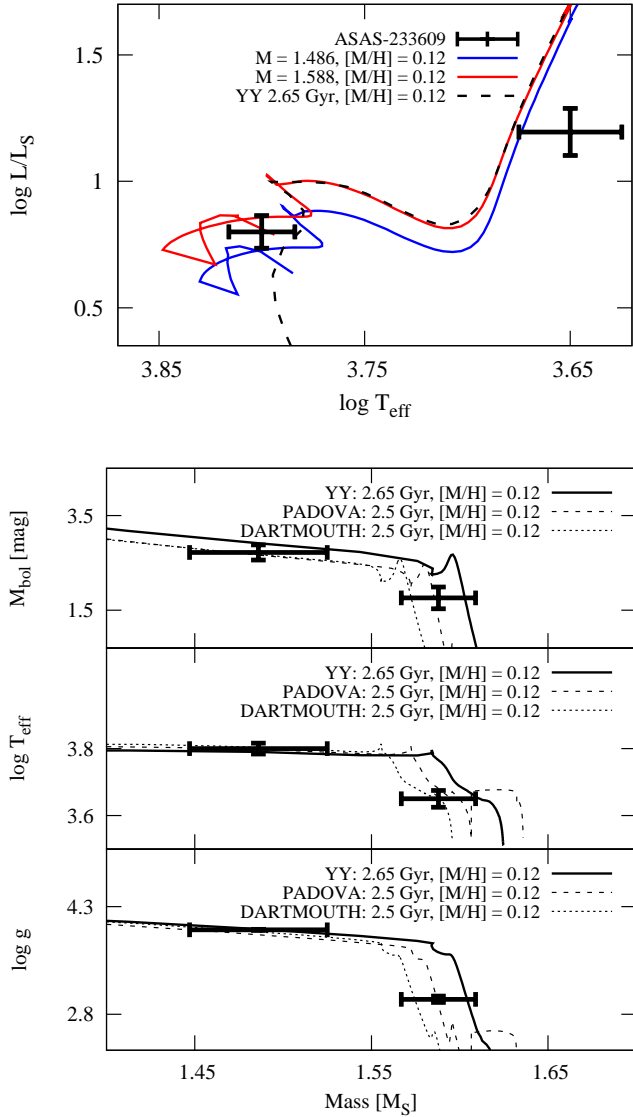 1.5
1
0.5
log L/L_S
ASAS-233609
M = 1.486, [M/H] = 0.12
M = 1.588, [M/H] = 0.12
YY 2.65 Gyr, [M/H] = 0.12
3.85 3.75 3.65
log T_eff
M_bol [mag]
3.5
1.5
YY: 2.65 Gyr, [M/H] = 0.12
PADOVA: 2.5 Gyr, [M/H] = 0.12
DARTMOUTH: 2.5 Gyr, [M/H] = 0.12
log T_eff
3.8
3.6
YY: 2.65 Gyr, [M/H] = 0.12
PADOVA: 2.5 Gyr, [M/H] = 0.12
DARTMOUTH: 2.5 Gyr, [M/H] = 0.12
log g
4.3
2.8
YY: 2.65 Gyr, [M/H] = 0.12
PADOVA: 2.5 Gyr, [M/H] = 0.12
DARTMOUTH: 2.5 Gyr, [M/H] = 0.12
1.45 1.55 1.65
Mass [M_S]